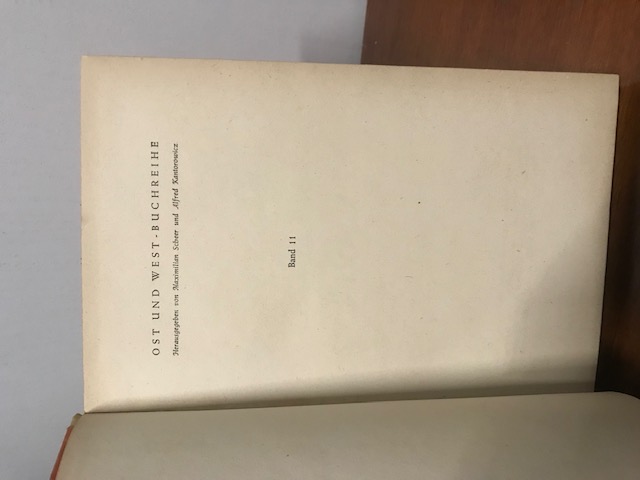 OST UND WEST-BUCHREIHE
Herausgegeben von Maximilian Scheer und Alfred Kantorowicz
Band 11